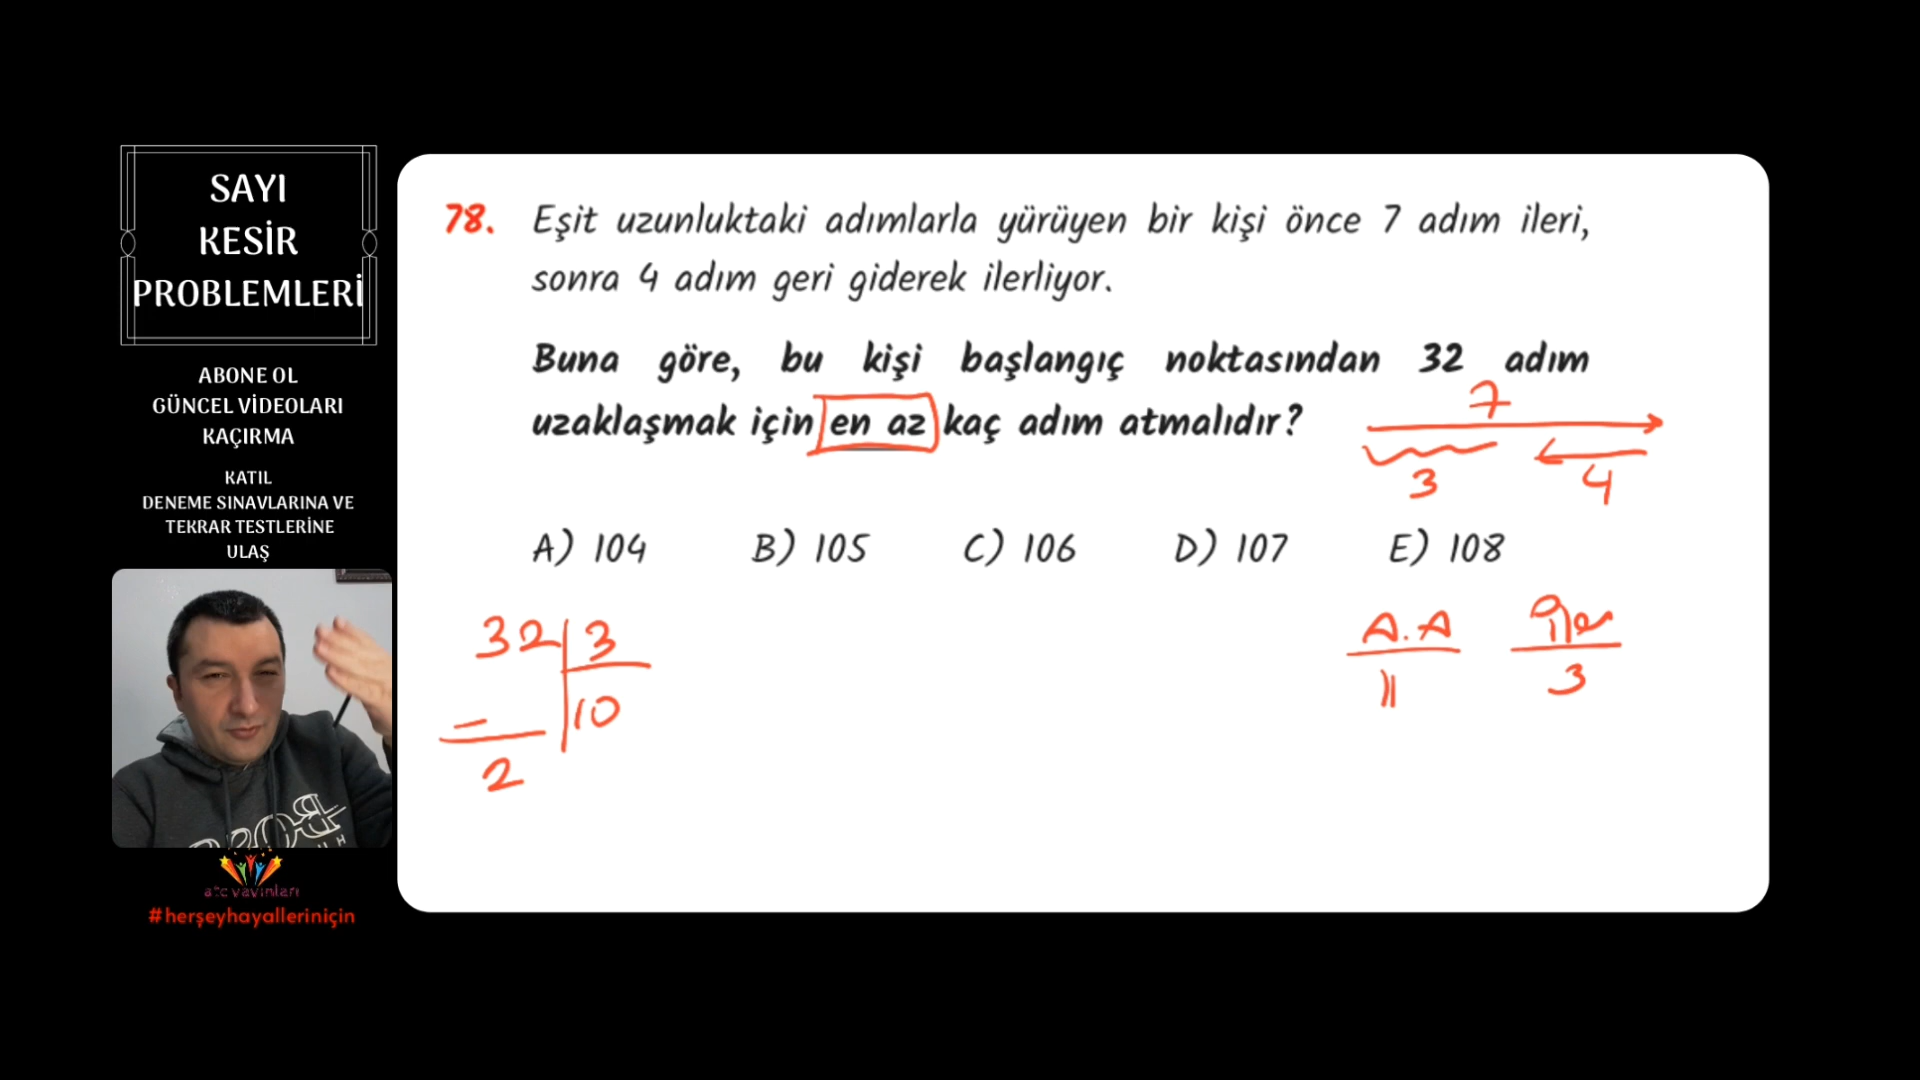 SAYI
KESİR
PROBLEMLERİ
ABONE OL
GÜNCEL VİDEOLARI
KAÇIRMA
KATIL
DENEME SINAVLARINA VE
TEKRAR TESTLERİNE
ULAŞ
atc yayınları
#herşeyhayalleriniçin
78. Eşit uzunluktaki adımlarla yürüyen bir kişi önce 7 adım ileri,
sonra 4 adım geri giderek ilerliyor.
Buna göre, bu kişi başlangıç noktasından 32 adım
uzaklaşmak için en az kaç adım atmalıdır?
7
3 4
A) 104 B) 105 C) 106 D) 107 E) 108
A.A İler
11 3
32 3
- 10
2